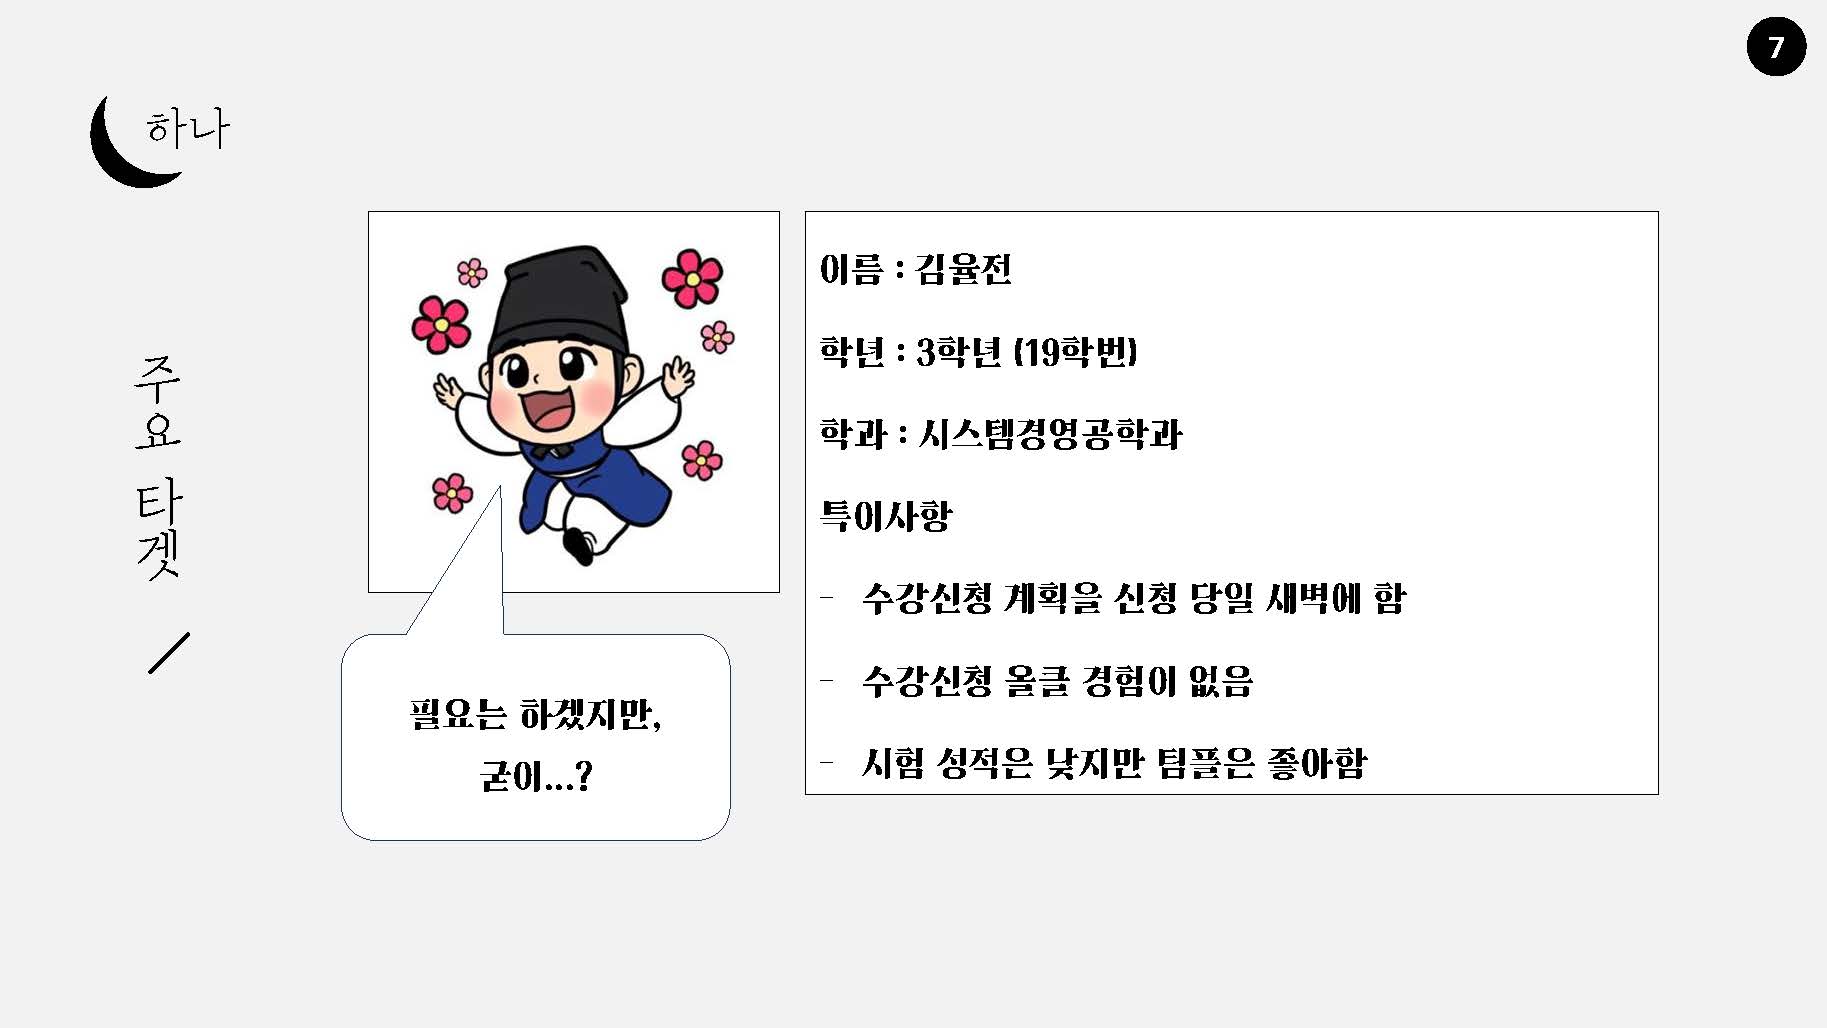 7
하나
주요 타겟
이름 : 김율전
학년 : 3학년 (19학번)
학과 : 시스템경영공학과
특이사항
- 수강신청 계획을 신청 당일 새벽에 함
- 수강신청 올클 경험이 없음
- 시험 성적은 낮지만 팀플은 좋아함
필요는 하겠지만,
굳이...?